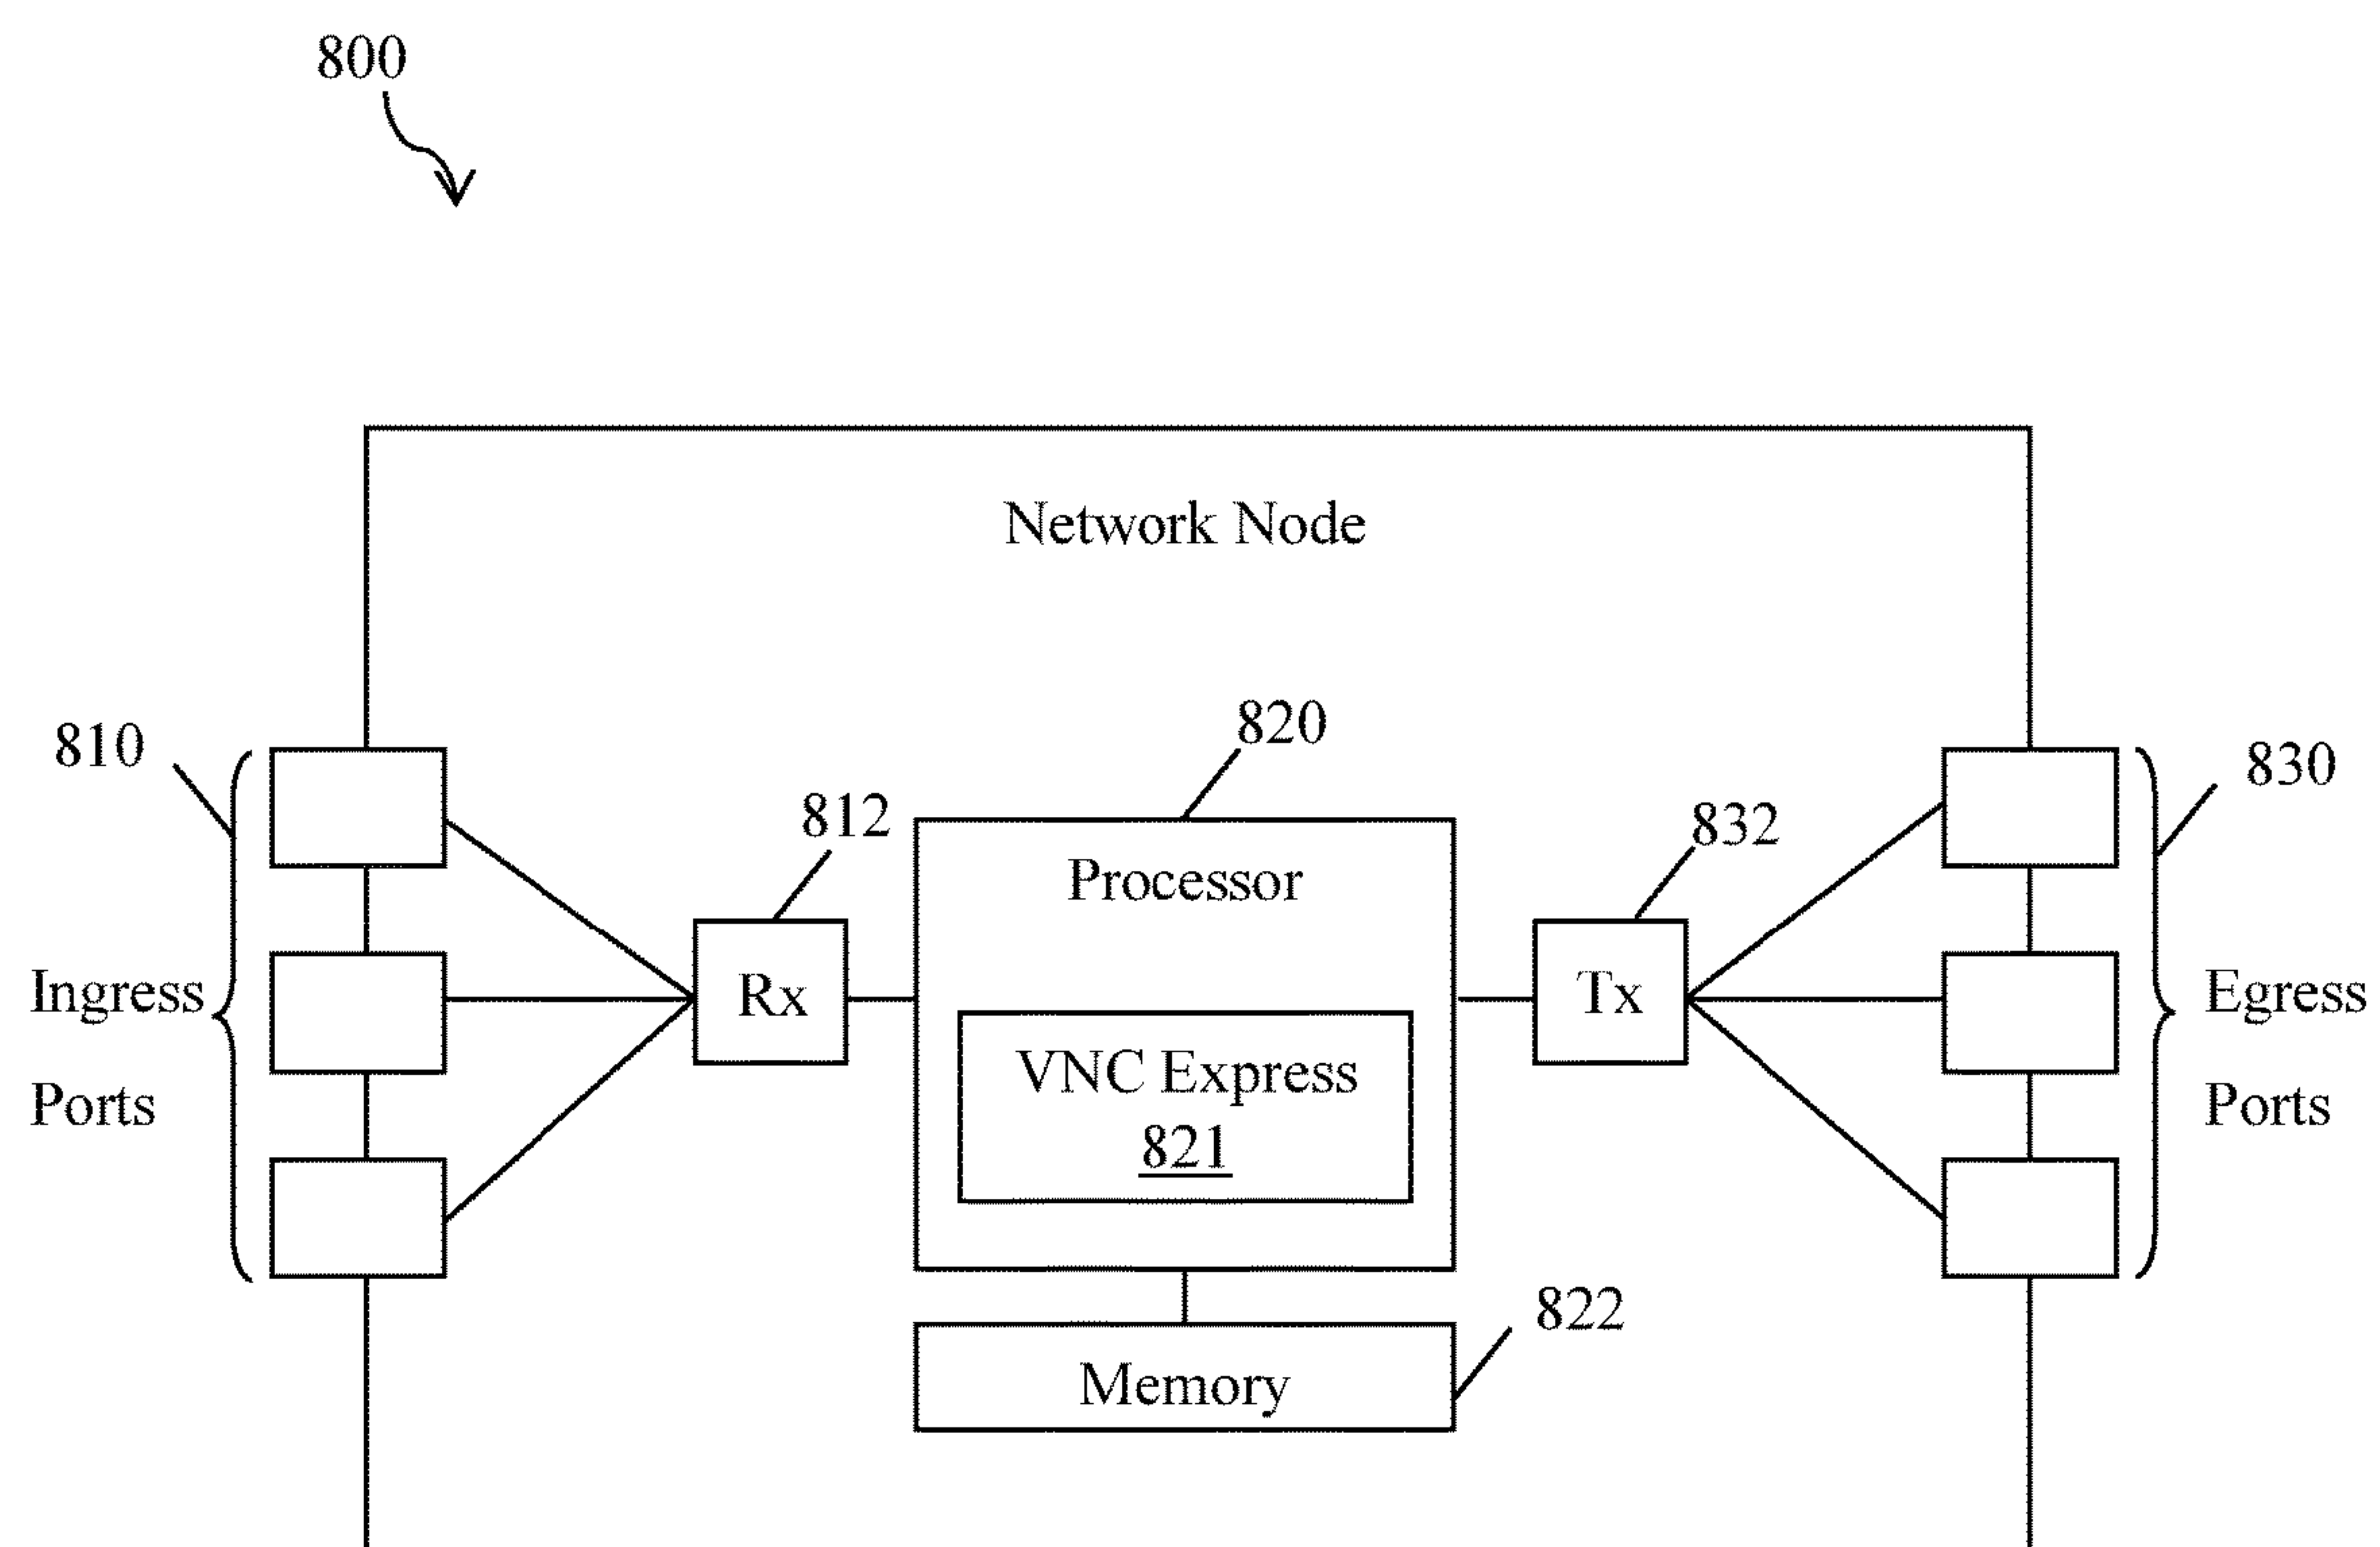 800
Network Node
820
810
830
812
832
Processor
Ingress
Ports
Rx
Tx
Egress
Ports
VNC Express
821
822
Memory